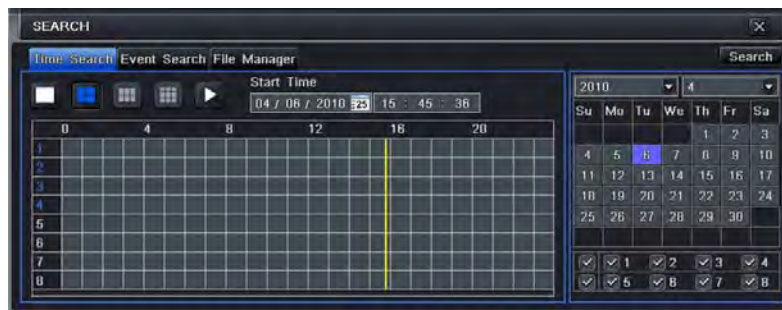 SEARCH
Time Search Event Search File Manager Search
Start Time
04 / 06 / 2010 25 15 : 45 : 36
0 4 8 12 16 20
1
2
3
4
5
6
7
8
2010 4
Su Mo Tu We Th Fr Sa
1 2 3
4 5 6 7 8 9 10
11 12 13 14 15 16 17
18 19 20 21 22 23 24
25 26 27 28 29 30
1 2 3 4
5 6 7 8